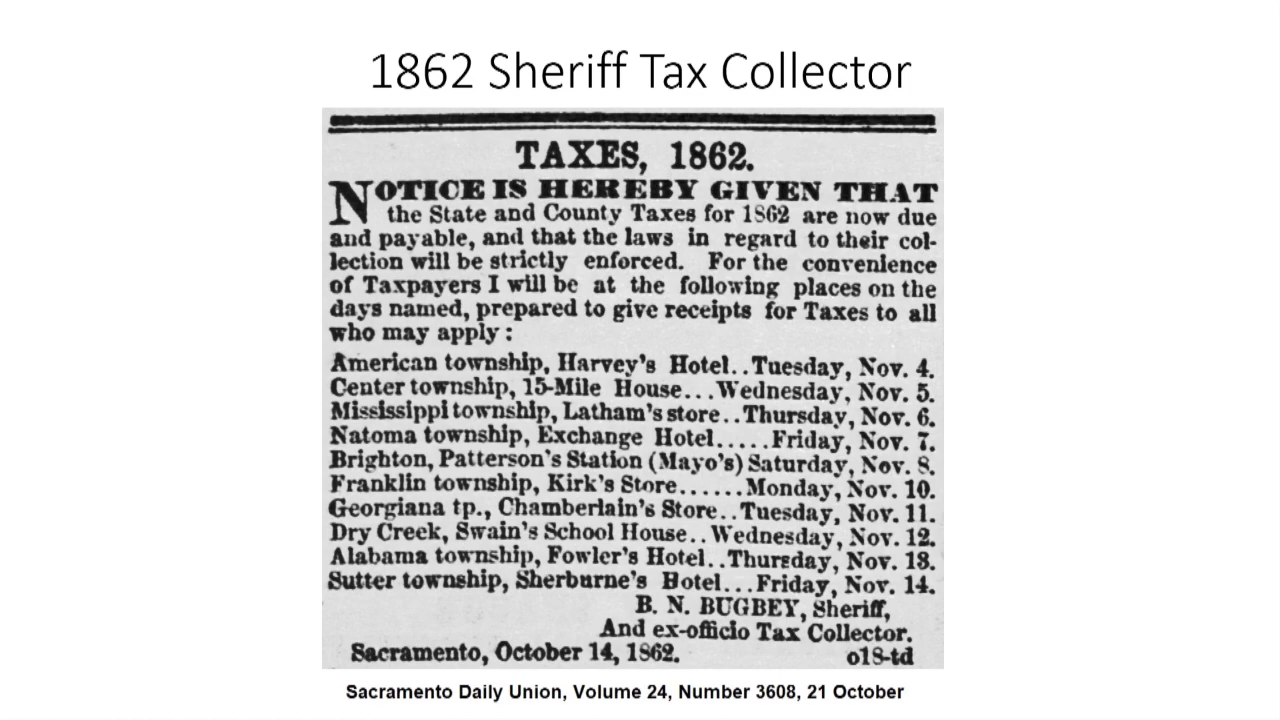 1862 Sheriff Tax Collector
TAXES, 1862.
NOTICE IS HEREBY GIVEN THAT
the State and County Taxes for 1862 are now due
and payable, and that the laws in regard to their col-
lection will be strictly enforced. For the convenience
of Taxpayers I will be at the following places on the
days named, prepared to give receipts for Taxes to all
who may apply :
American township, Harvey's Hotel..Tuesday, Nov. 4.
Center township, 15-Mile House...Wednesday, Nov. 5.
Mississippi township, Latham's store..Thursday, Nov. 6.
Natoma township, Exchange Hotel.....Friday, Nov. 7.
Brighton, Patterson's Station (Mayo's) Saturday, Nov. 8.
Franklin township, Kirk's Store......Monday, Nov. 10.
Georgiana tp., Chamberlain's Store..Tuesday, Nov. 11.
Dry Creek, Swain's School House..Wednesday, Nov. 12.
Alabama township, Fowler's Hotel..Thursday, Nov. 13.
Sutter township, Sherburne's Hotel...Friday, Nov. 14.
B. N. BUGBEY, Sheriff,
And ex-officio Tax Collector.
Sacramento, October 14, 1862. o18-td
Sacramento Daily Union, Volume 24, Number 3608, 21 October